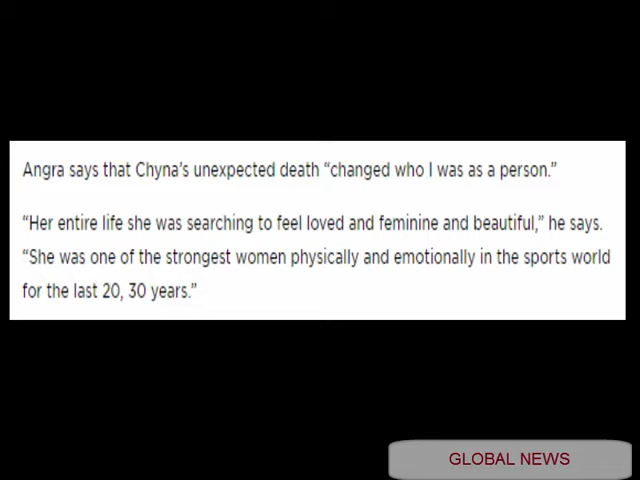 Angra says that Chyna’s unexpected death “changed who I was as a person.”
“Her entire life she was searching to feel loved and feminine and beautiful,” he says.
“She was one of the strongest women physically and emotionally in the sports world
for the last 20, 30 years.”
GLOBAL NEWS